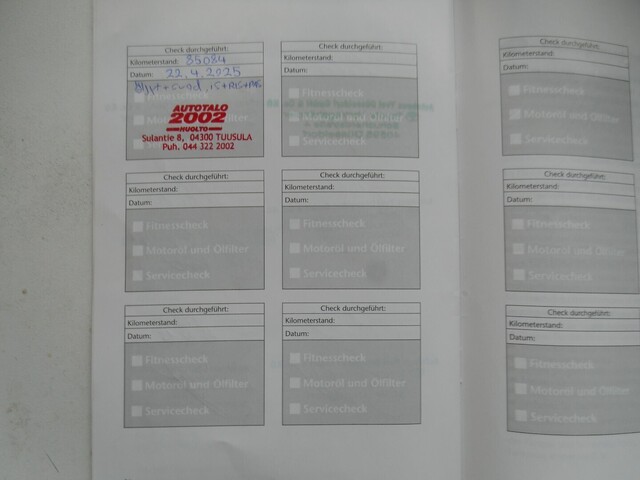 Check durchgeführt:
Kilometerstand: 85084
Datum: 22.4.2025
AUTOTALO
2002
HUOLTO
Sulantie 8, 04300 TUUSULA
Puh. 044 322 2002
Check durchgeführt:
Kilometerstand:
Datum:
Fitnesscheck
Motoröl und Ölfilter
Check durchgeführt:
Kilometerstand:
Datum:
Fitnesscheck
Motoröl und Ölfilter
Servicecheck
Check durchgeführt:
Kilometerstand:
Datum:
Fitnesscheck
Motoröl und Ölfilter
Servicecheck
Check durchgeführt:
Kilometerstand:
Datum:
Fitnesscheck
Motoröl und Ölfilter
Servicecheck
Check durchgeführt:
Kilometerstand:
Datum:
Fitnesscheck
Motoröl und Ölfilter
Servicecheck
Check durchgeführt:
Kilometerstand:
Datum:
Fitnesscheck
Motoröl und Ölfilter
Servicecheck
Check durchgeführt:
Kilometerstand:
Datum:
Fitnesscheck
Motoröl und Ölfilter
Servicecheck
Check durchgeführt:
Kilometerstand:
Datum:
Fitnesscheck
Motoröl und Ölfilter
Servicecheck